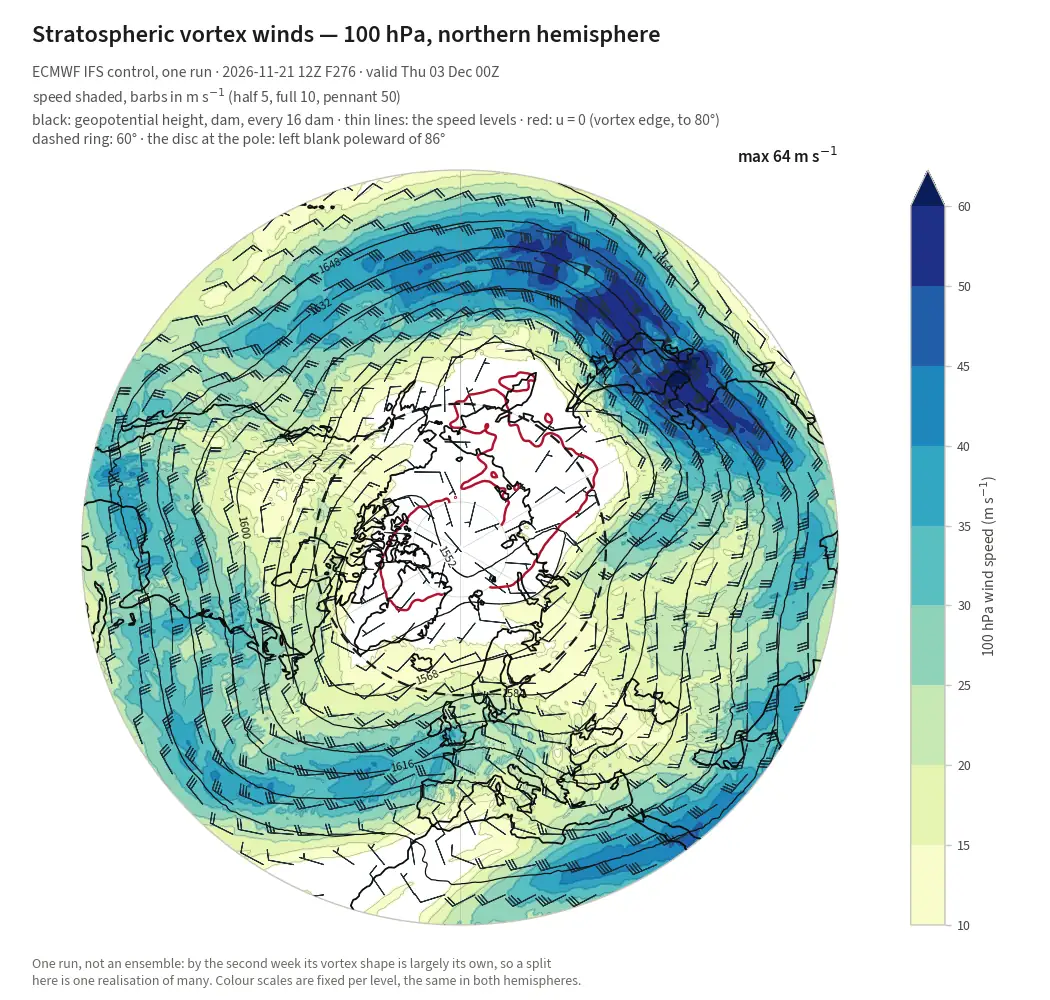 Stratospheric vortex winds — 100 hPa, northern hemisphere
ECMWF IFS control, one run · 2026-11-21 12Z F276 · valid Thu 03 Dec 00Z
speed shaded, barbs in m s−1 (half 5, full 10, pennant 50)
black: geopotential height, dam, every 16 dam · thin lines: the speed levels · red: u = 0 (vortex edge, to 80°)
dashed ring: 60° · the disc at the pole: left blank poleward of 86°
max 64 m s−1
60
50
45
40
35
30
25
20
15
10
100 hPa wind speed (m s−1)
1648
1632
1600
1552
1568
1616
One run, not an ensemble: by the second week its vortex shape is largely its own, so a split
here is one realisation of many. Colour scales are fixed per level, the same in both hemispheres.